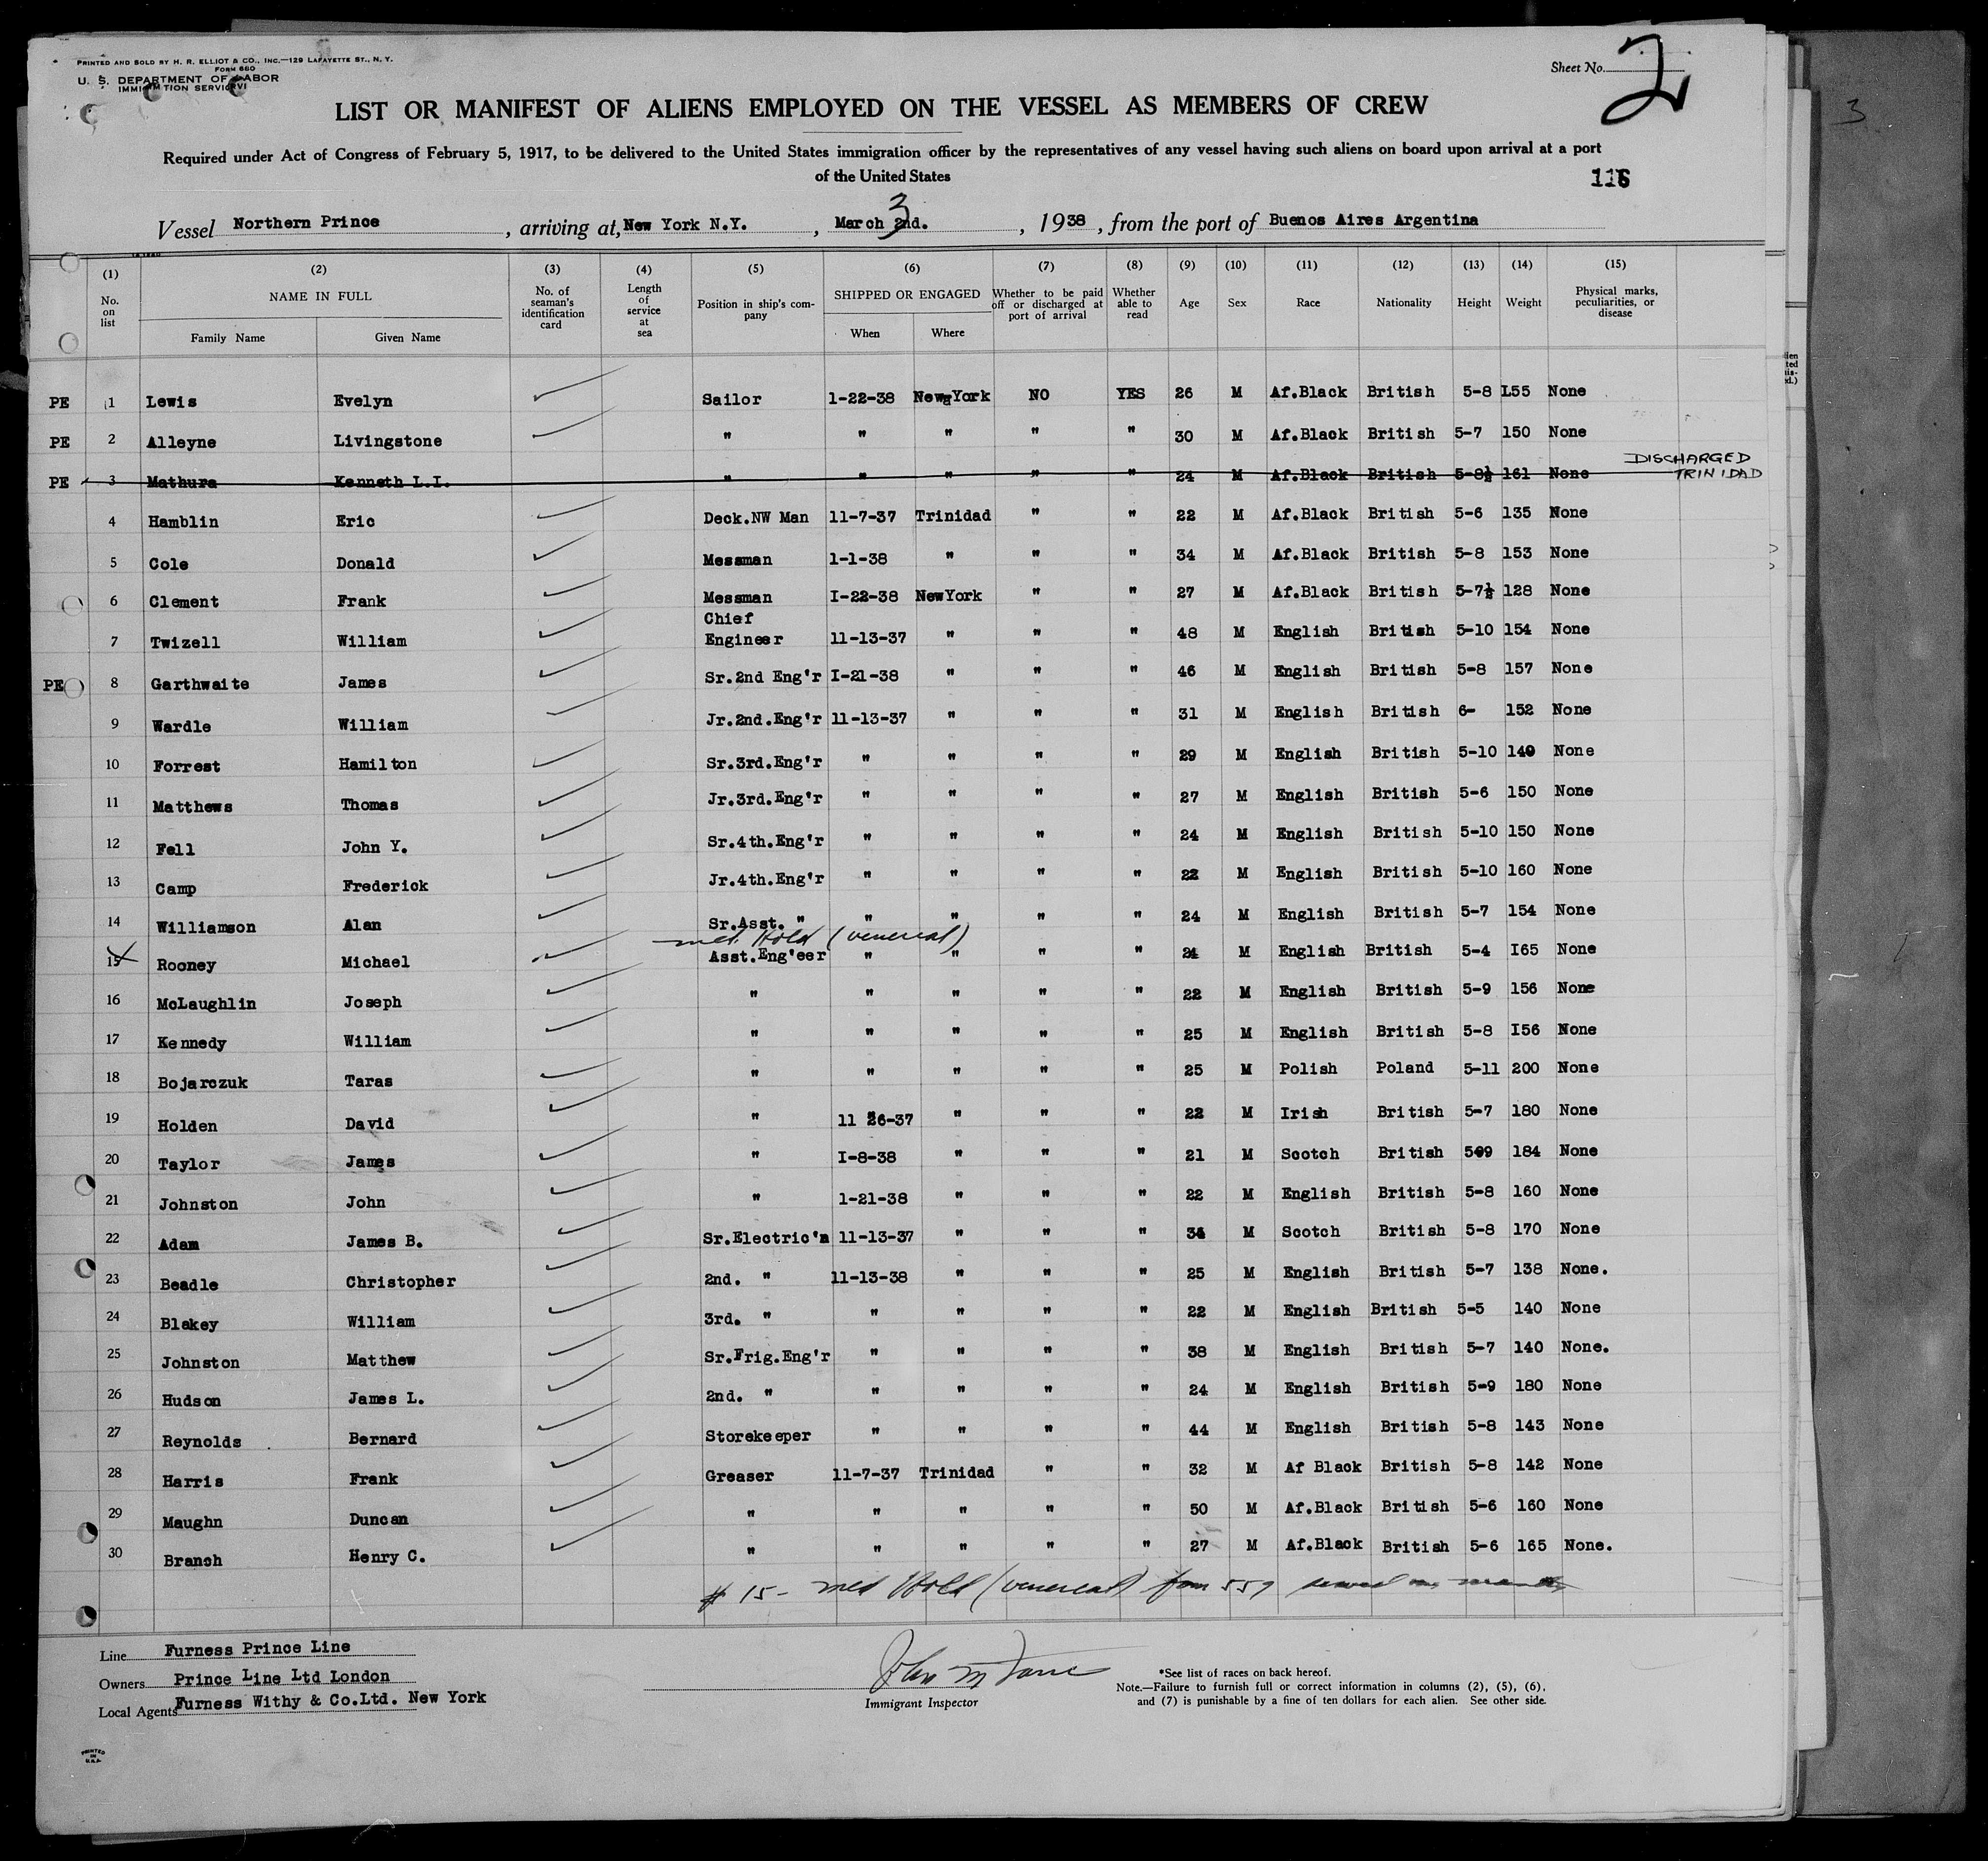 PRINTED AND SOLD BY H. R. ELLIOT & CO., INC.—129 LAFAYETTE ST., N. Y.
FORM 680
U. S. DEPARTMENT OF LABOR
IMMIGRATION SERVICE
Sheet No. 2
LIST OR MANIFEST OF ALIENS EMPLOYED ON THE VESSEL AS MEMBERS OF CREW
Required under Act of Congress of February 5, 1917, to be delivered to the United States immigration officer by the representatives of any vessel having such aliens on board upon arrival at a port
of the United States
116
Vessel Northern Prince, arriving at, New York N.Y., March 2nd. 3, 1938, from the port of Buenos Aires Argentina
(1) (2) (3) (4) (5) (6) (7) (8) (9) (10) (11) (12) (13) (14) (15)
No. on list NAME IN FULL Family Name Given Name No. of seaman's identification card Length of service at sea Position in ship's company SHIPPED OR ENGAGED When Where Whether to be paid off or discharged at port of arrival Whether able to read Age Sex Race Nationality Height Weight Physical marks, peculiarities, or disease
PE 1 Lewis Evelyn Sailor 1-22-38 New York NO YES 26 M Af.Black British 5-8 L55 None
PE 2 Alleyne Livingstone " " " " " 30 M Af.Black British 5-7 150 None
PE 3 Mathura Kenneth L.I. " " " " " 24 M Af.Black British 5-8½ 161 None DISCHARGED TRINIDAD
4 Hamblin Eric Deck.NW Man 11-7-37 Trinidad " " 22 M Af.Black British 5-6 135 None
5 Cole Donald Messman 1-1-38 " " " 34 M Af.Black British 5-8 153 None
6 Clement Frank Messman I-22-38 NewYork " " 27 M Af.Black British 5-7½ 128 None
7 Twizell William Chief Engineer 11-13-37 " " " 48 M English British 5-10 154 None
PE 8 Garthwaite James Sr.2nd Eng'r I-21-38 " " " 46 M English British 5-8 157 None
9 Wardle William Jr.2nd.Eng'r 11-13-37 " " " 31 M English British 6- 152 None
10 Forrest Hamilton Sr.3rd.Eng'r " " " " 29 M English British 5-10 149 None
11 Matthews Thomas Jr.3rd.Eng'r " " " " 27 M English British 5-6 150 None
12 Fell John Y. Sr.4th.Eng'r " " " " 24 M English British 5-10 150 None
13 Camp Frederick Jr.4th.Eng'r " " " " 22 M English British 5-10 160 None
14 Williamson Alan Sr.Asst. " " " " " 24 M English British 5-7 154 None
med. Hold (venereal)
15 Rooney Michael Asst.Eng'eer " " " " 24 M English British 5-4 I65 None
16 McLaughlin Joseph " " " " " 22 M English British 5-9 156 None
17 Kennedy William " " " " " 25 M English British 5-8 I56 None
18 Bojarczuk Taras " " " " " 25 M Polish Poland 5-11 200 None
19 Holden David " 11 26-37 " " " 22 M Irish British 5-7 180 None
20 Taylor James " I-8-38 " " " 21 M Scotch British 509 184 None
21 Johnston John " 1-21-38 " " " 22 M English British 5-8 160 None
22 Adam James B. Sr.Electric'n 11-13-37 " " " 34 M Scotch British 5-8 170 None
23 Beadle Christopher 2nd. " 11-13-38 " " " 25 M English British 5-7 138 None.
24 Blakey William 3rd. " " " " " 22 M English British 5-5 140 None
25 Johnston Matthew Sr.Frig.Eng'r " " " " 38 M English British 5-7 140 None.
26 Hudson James L. 2nd. " " " " " 24 M English British 5-9 180 None
27 Reynolds Bernard Storekeeper " " " " 44 M English British 5-8 143 None
28 Harris Frank Greaser 11-7-37 Trinidad " " 32 M Af Black British 5-8 142 None
29 Maughn Duncan " " " " " 50 M Af.Black British 5-6 160 None
30 Branch Henry C. " " " " " 27 M Af.Black British 5-6 165 None.
# 15 - med Hold (venereal) form 559 served on
Line Furness Prince Line
Owners Prince Line Ltd London
Local Agents Furness Withy & Co.Ltd. New York
Immigrant Inspector
*See list of races on back hereof.
Note.—Failure to furnish full or correct information in columns (2), (5), (6),
and (7) is punishable by a fine of ten dollars for each alien. See other side.
PRINTED IN U.S.A.
3